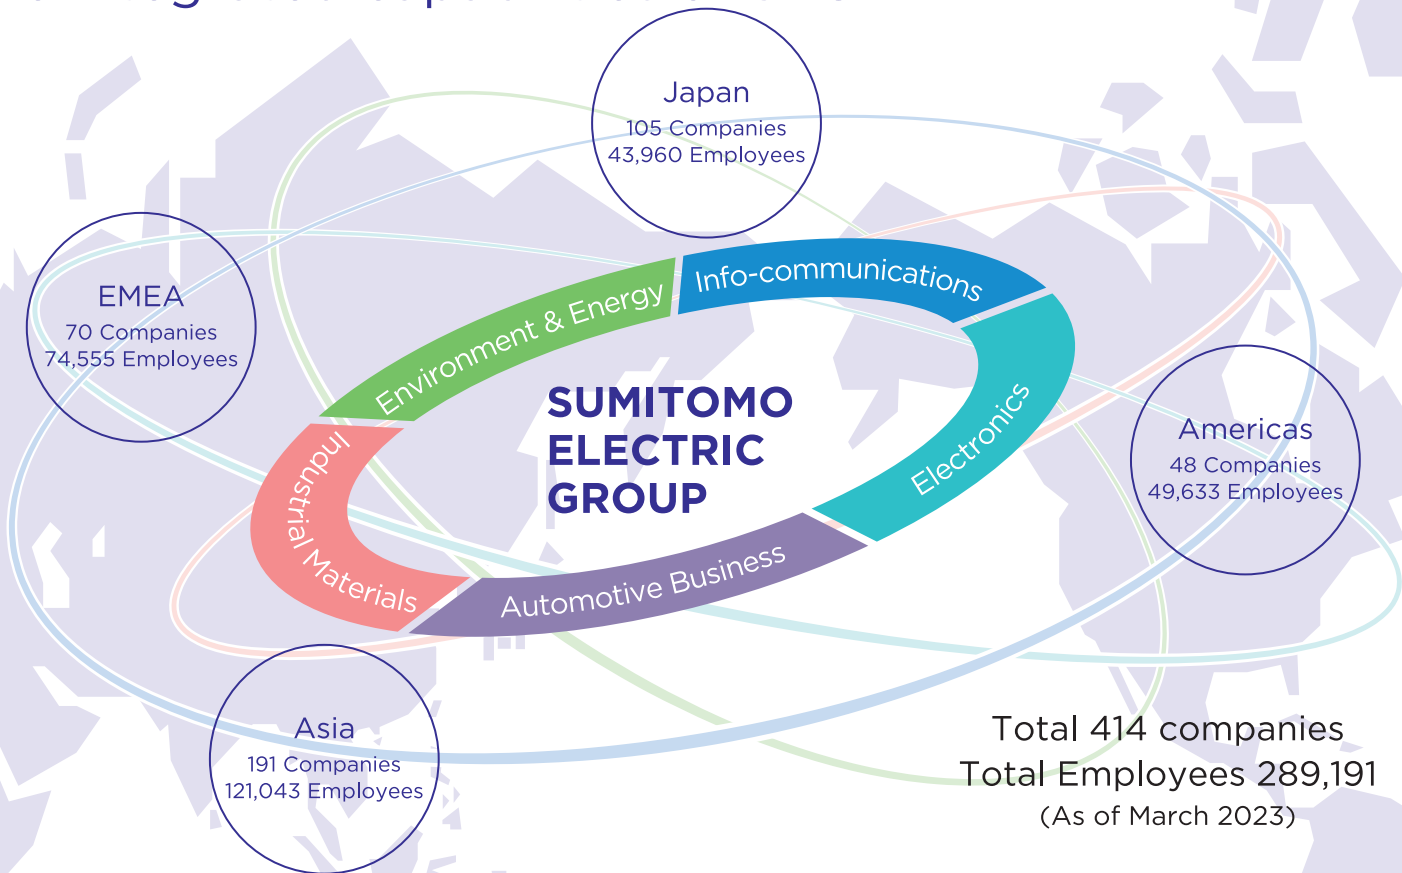 Japan
105 Companies
43,960 Employees
EMEA
70 Companies
74,555 Employees
Info-communications
Environment & Energy
SUMITOMO
ELECTRIC
GROUP
Electronics
Industrial Materials
Automotive Business
Americas
48 Companies
49,633 Employees
Asia
191 Companies
121,043 Employees
Total 414 companies
Total Employees 289,191
(As of March 2023)